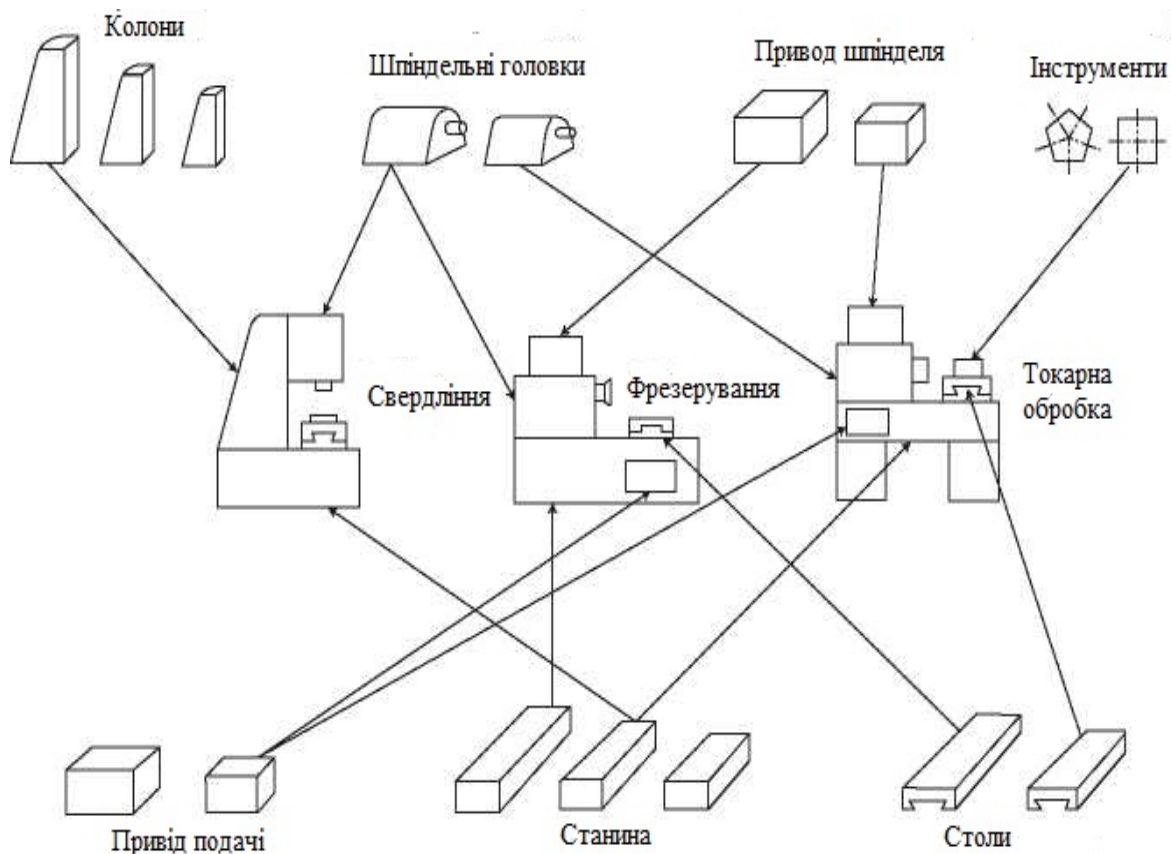 Колони
Шпіндельні головки
Привод шпінделя
Інструменти
Свердління
Фрезерування
Токарна
обробка
Привід подачі
Станина
Столи